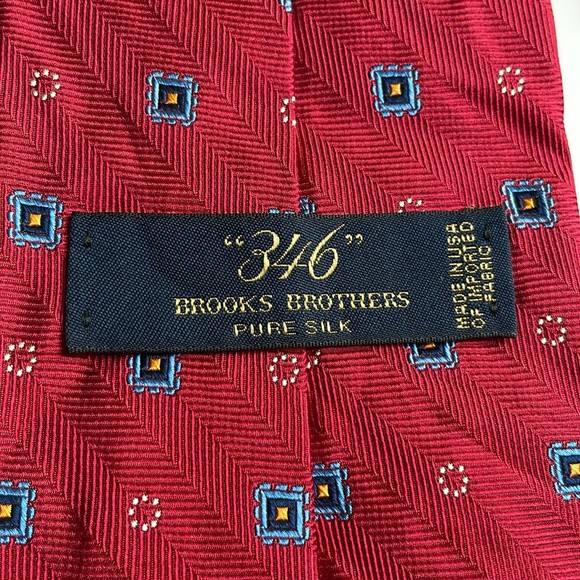 "346"
BROOKS BROTHERS
PURE SILK
MADE IN USA
OF IMPORTED
FABRIC